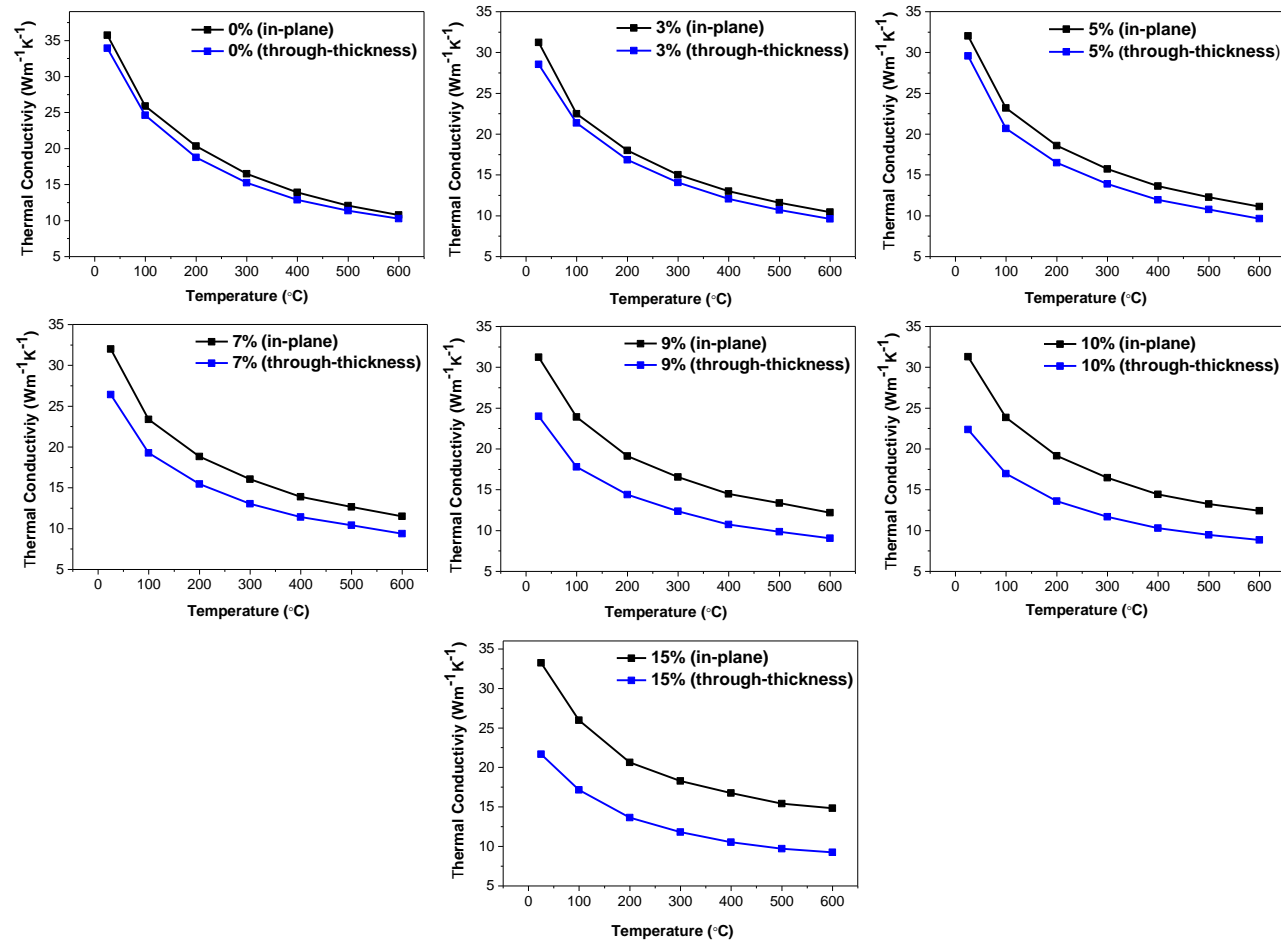 0% (in-plane)
0% (through-thickness)
35
30
25
20
15
10
5
0 100 200 300 400 500 600
Thermal Conductiviy (Wm⁻¹K⁻¹)
Temperature (°C)
3% (in-plane)
3% (through-thickness)
35
30
25
20
15
10
5
0 100 200 300 400 500 600
Thermal Conductiviy (Wm⁻¹K⁻¹)
Temperature (°C)
5% (in-plane)
5% (through-thickness)
35
30
25
20
15
10
5
0 100 200 300 400 500 600
Thermal Conductiviy (Wm⁻¹K⁻¹)
Temperature (°C)
7% (in-plane)
7% (through-thickness)
35
30
25
20
15
10
5
0 100 200 300 400 500 600
Thermal Conductiviy (Wm⁻¹K⁻¹)
Temperature (°C)
9% (in-plane)
9% (through-thickness)
35
30
25
20
15
10
5
0 100 200 300 400 500 600
Thermal Conductiviy (Wm⁻¹K⁻¹)
Temperature (°C)
10% (in-plane)
10% (through-thickness)
35
30
25
20
15
10
5
0 100 200 300 400 500 600
Thermal Conductiviy (Wm⁻¹K⁻¹)
Temperature (°C)
15% (in-plane)
15% (through-thickness)
35
30
25
20
15
10
5
0 100 200 300 400 500 600
Thermal Conductiviy (Wm⁻¹K⁻¹)
Temperature (°C)